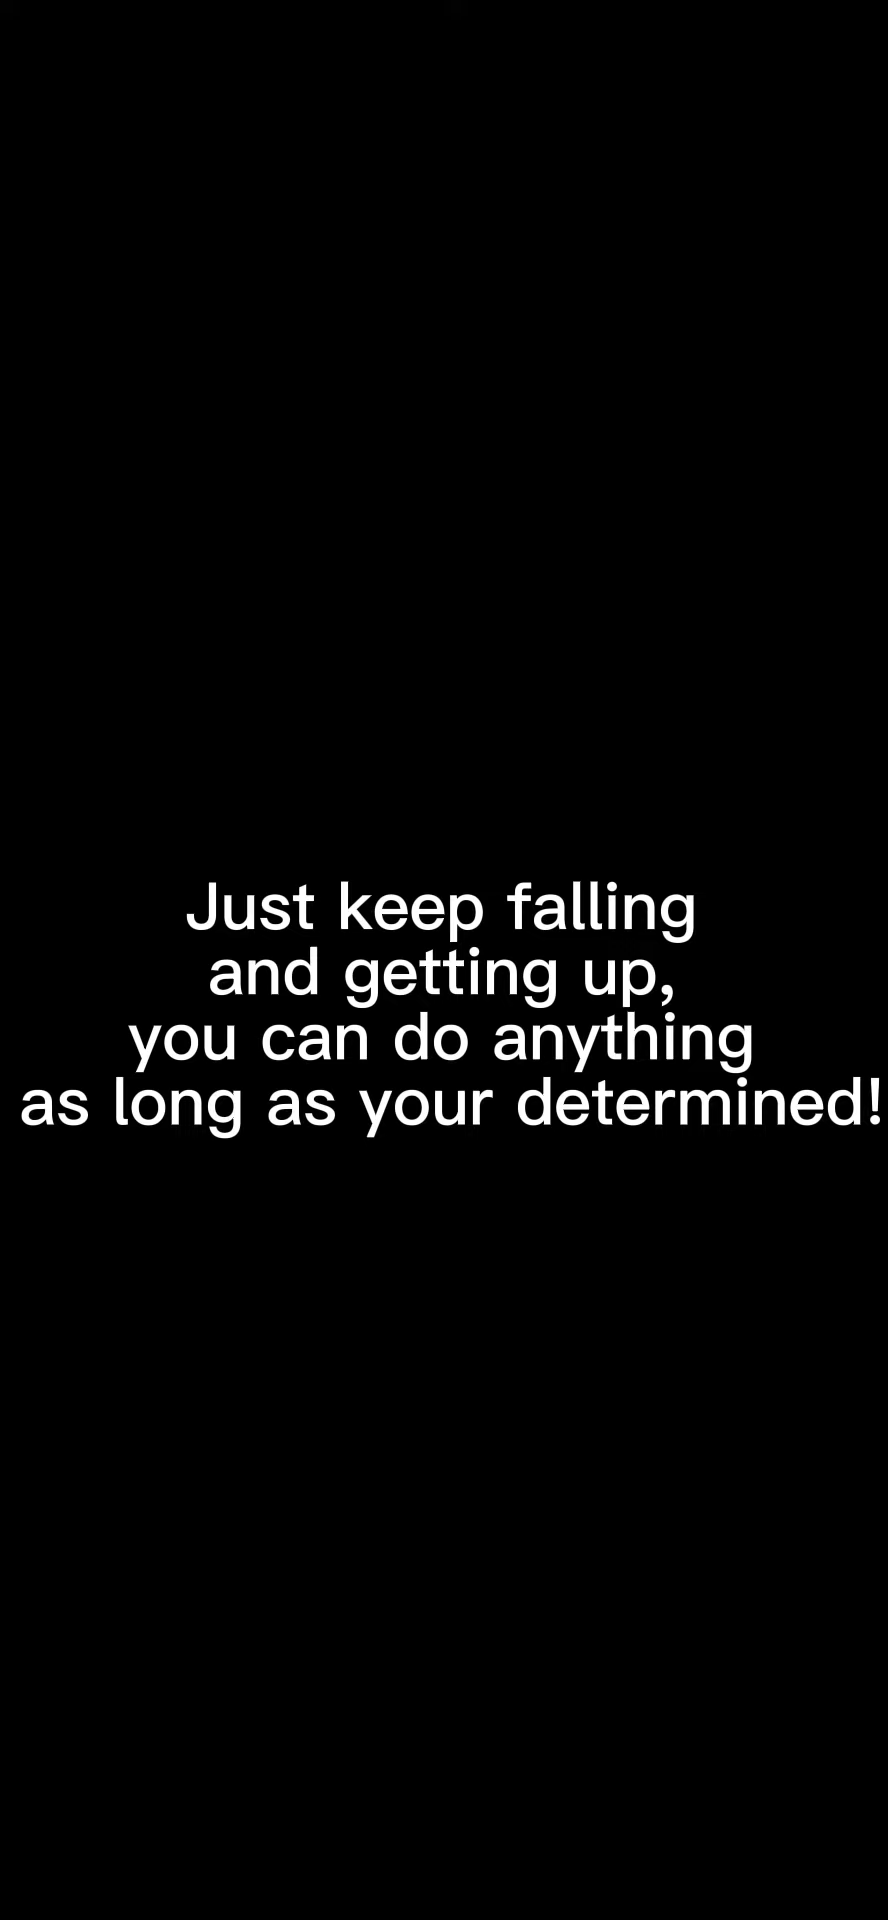 Just keep falling
and getting up,
you can do anything
as long as your determined!